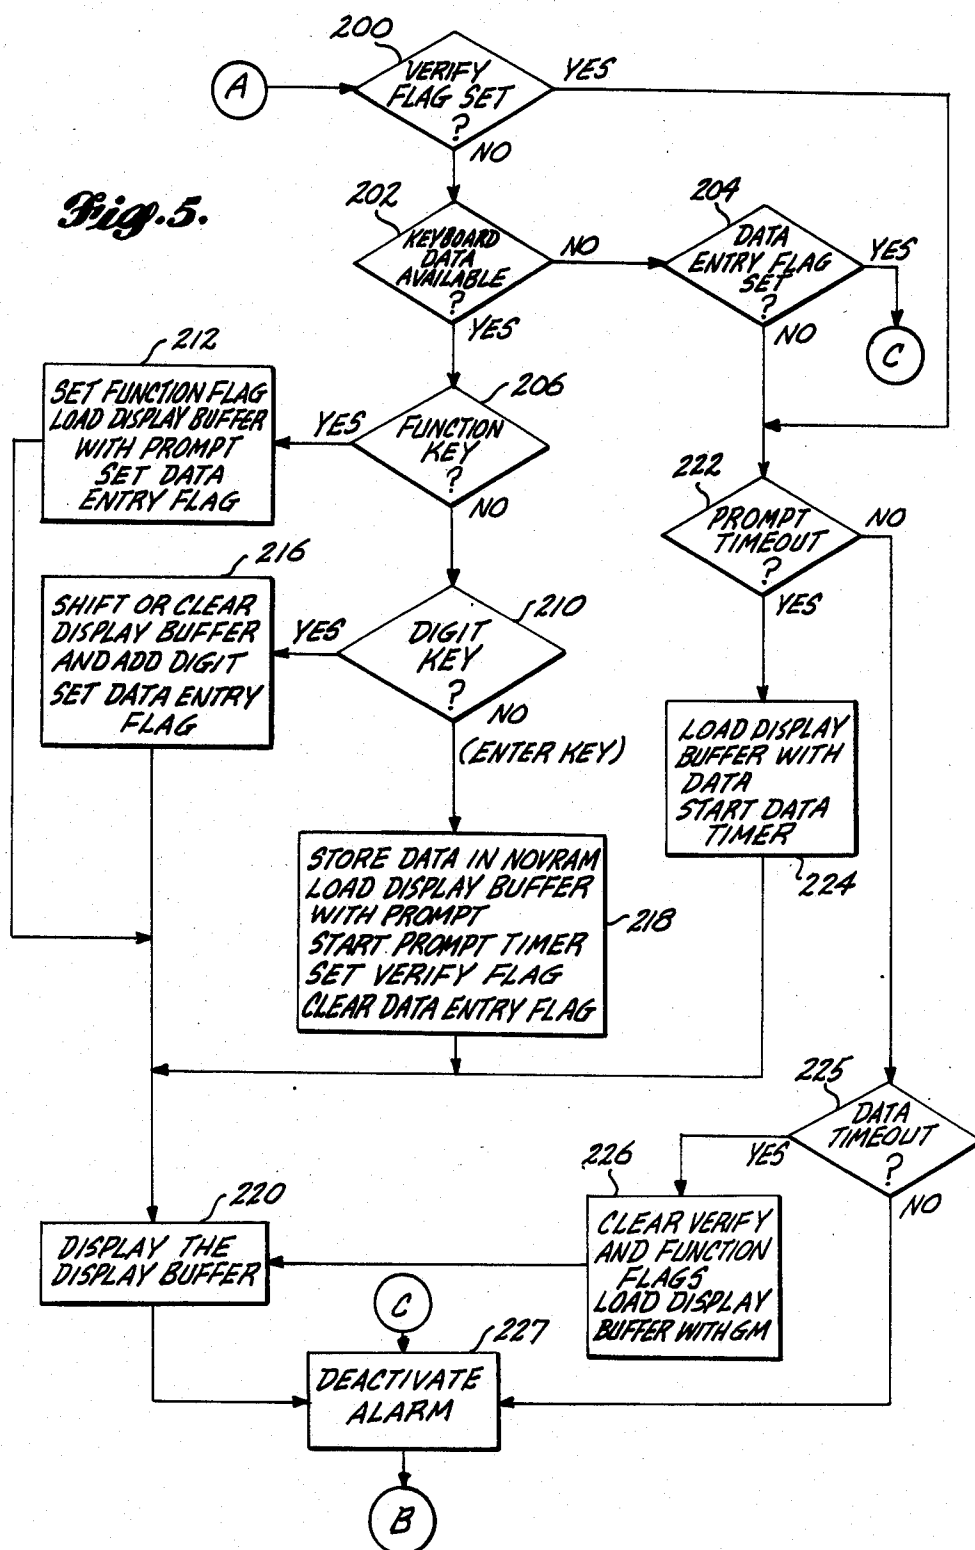 200
A
VERIFY
FLAG SET
?
YES
NO
Fig. 5.
202
KEYBOARD
DATA
AVAILABLE
?
NO
YES
204
DATA
ENTRY FLAG
SET
?
YES
NO
C
212
SET FUNCTION FLAG
LOAD DISPLAY BUFFER
WITH PROMPT
SET DATA
ENTRY FLAG
206
FUNCTION
KEY
?
YES
NO
222
PROMPT
TIMEOUT
?
NO
YES
216
SHIFT OR CLEAR
DISPLAY BUFFER
AND ADD DIGIT
SET DATA ENTRY
FLAG
210
DIGIT
KEY
?
YES
NO
(ENTER KEY)
LOAD DISPLAY
BUFFER WITH
DATA
START DATA
TIMER
224
STORE DATA IN NOVRAM
LOAD DISPLAY BUFFER
WITH PROMPT
START PROMPT TIMER
SET VERIFY FLAG
CLEAR DATA ENTRY FLAG
218
225
DATA
TIMEOUT
?
YES
NO
226
CLEAR VERIFY
AND FUNCTION
FLAGS
LOAD DISPLAY
BUFFER WITH GM
220
DISPLAY THE
DISPLAY BUFFER
C
227
DEACTIVATE
ALARM
B